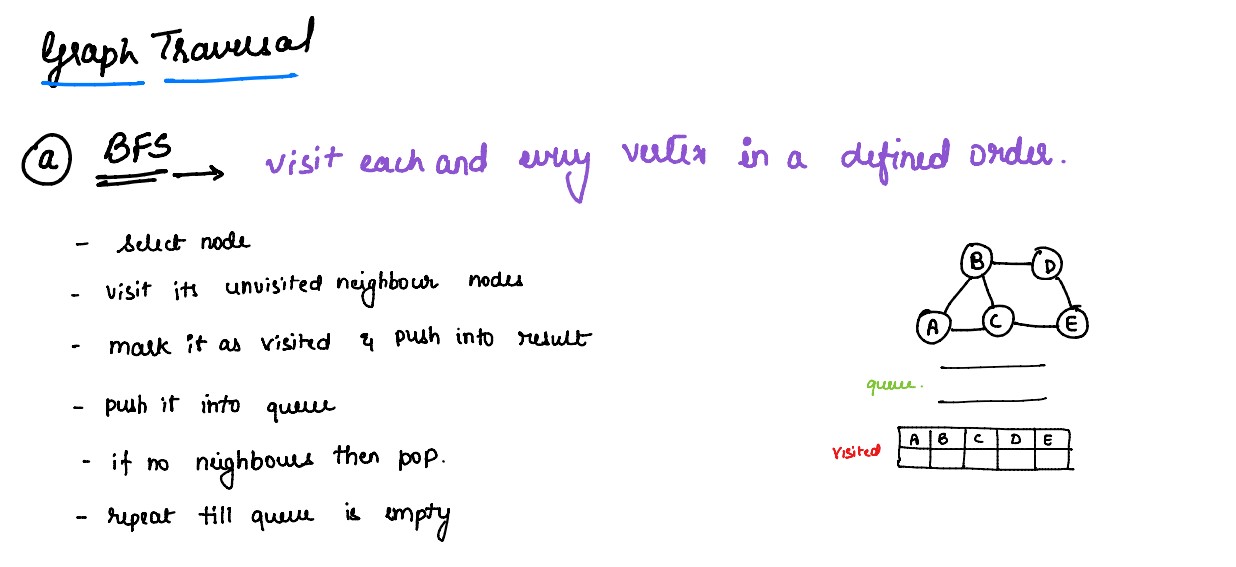 Graph Traversal
a BFS → visit each and every vertex in a defined order.
- select node
- visit its unvisited neighbour nodes
- mark it as visited & push into result
- push it into queue
- if no neighbours then pop.
- repeat till queue is empty
B D
A C E
queue.
A B C D E
visited